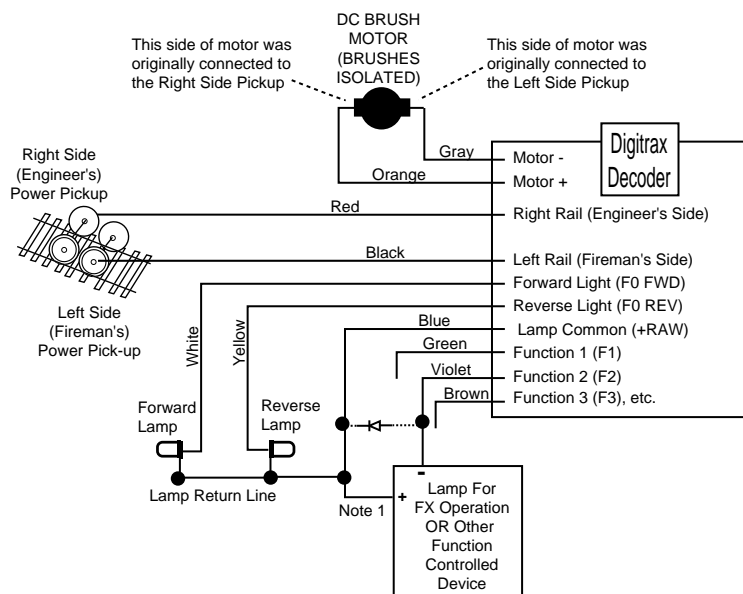 DC BRUSH
MOTOR
(BRUSHES
ISOLATED)
This side of motor was
originally connected to
the Right Side Pickup
This side of motor was
originally connected to
the Left Side Pickup
Digitrax
Decoder
Right Side
(Engineer's)
Power Pickup
Gray
Motor -
Orange
Motor +
Red
Right Rail (Engineer's Side)
Black
Left Rail (Fireman's Side)
Forward Light (F0 FWD)
Reverse Light (F0 REV)
Left Side
(Fireman's)
Power Pick-up
White
Yellow
Blue
Lamp Common (+RAW)
Green
Function 1 (F1)
Violet
Function 2 (F2)
Brown
Function 3 (F3), etc.
Forward
Lamp
Reverse
Lamp
Lamp Return Line
Note 1
-
+
Lamp For
FX Operation
OR Other
Function
Controlled
Device